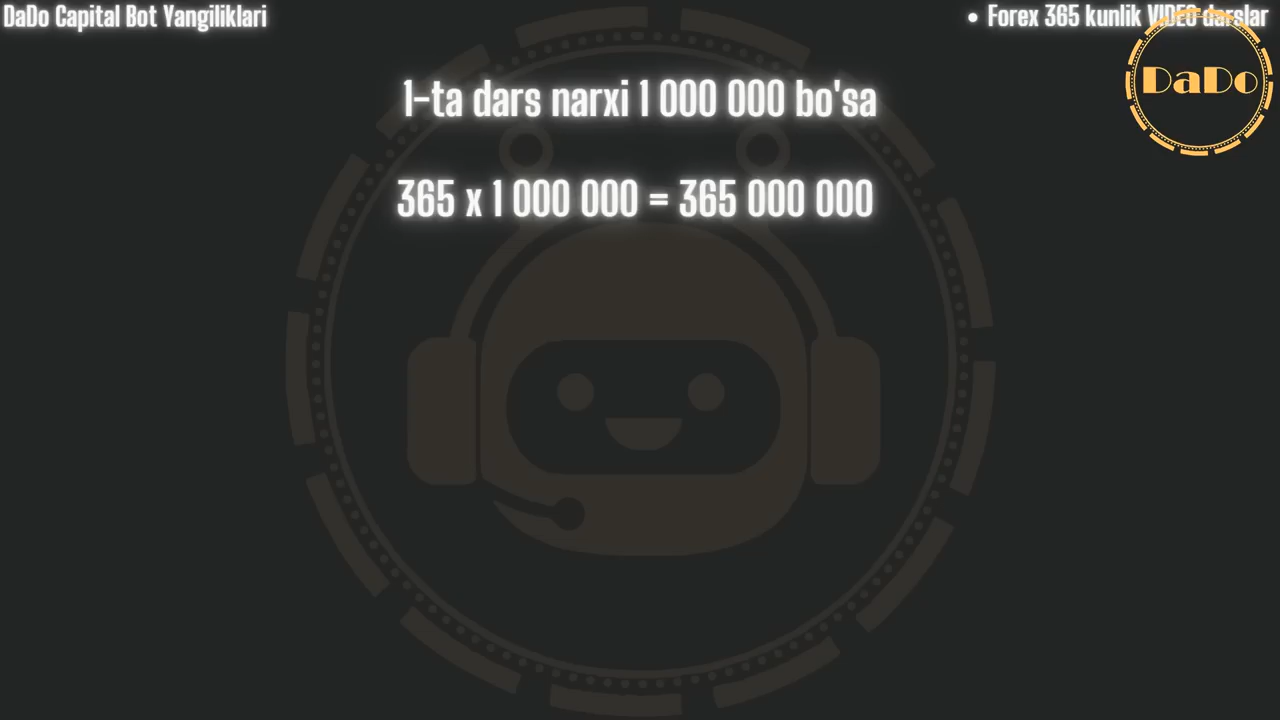 DaDo Capital Bot Yangiliklari
• Forex 365 kunlik VIDEO darslar
DaDo
1-ta dars narxi 1 000 000 bo'sa
365 x 1 000 000 = 365 000 000